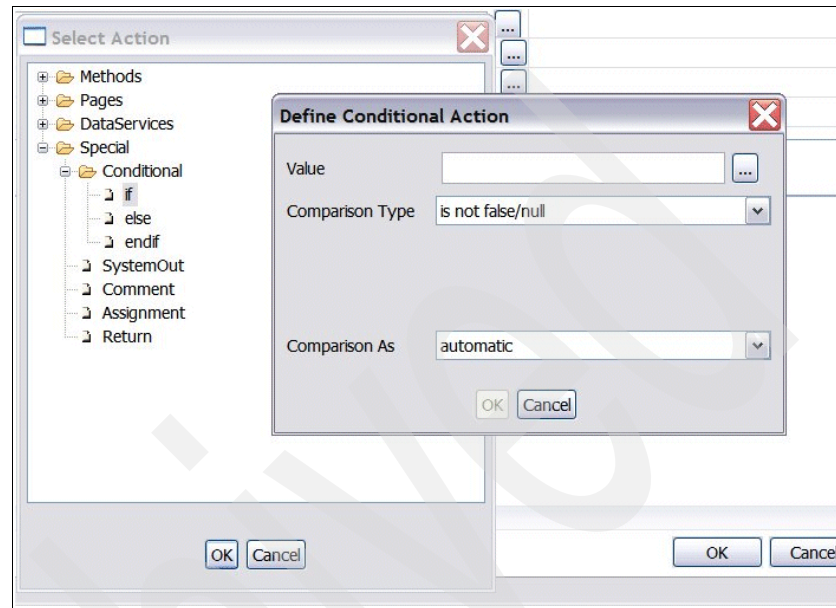 Select Action
...
...
...
Methods
Pages
DataServices
Special
Conditional
if
else
endif
SystemOut
Comment
Assignment
Return
OK Cancel
Define Conditional Action
Value ...
Comparison Type is not false/null
Comparison As automatic
OK Cancel
OK Cance